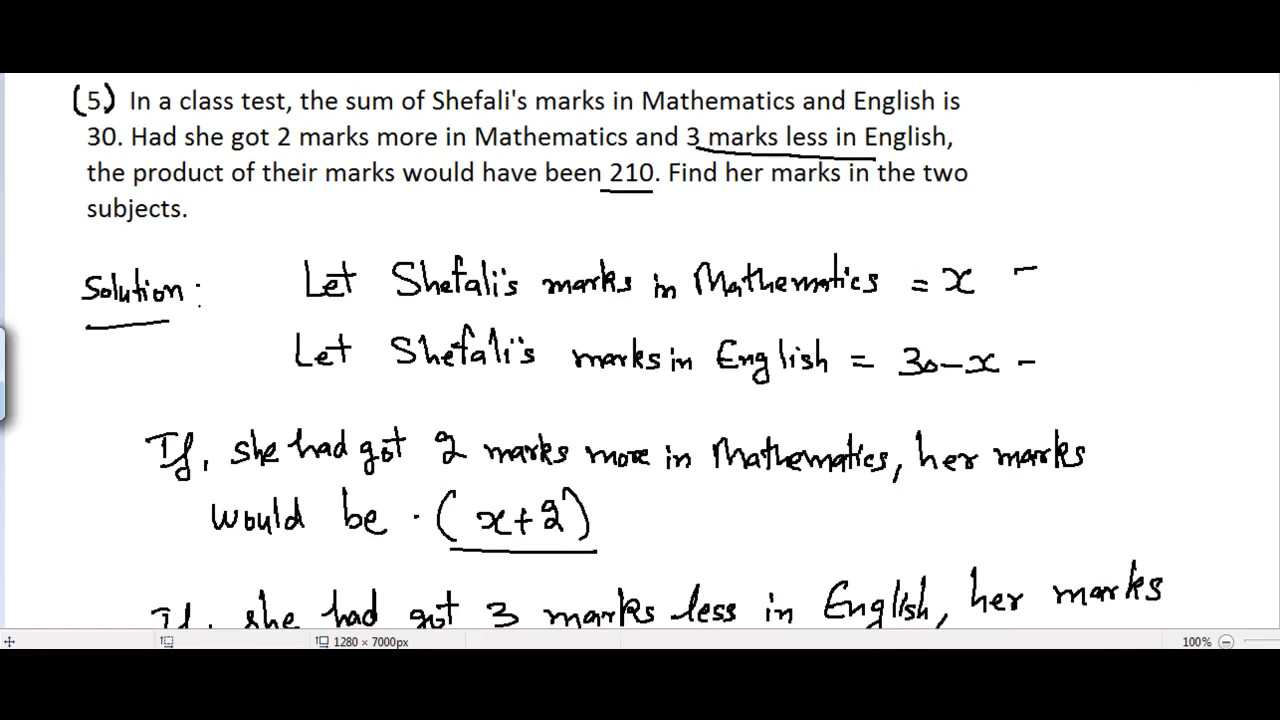 (5) In a class test, the sum of Shefali's marks in Mathematics and English is
30. Had she got 2 marks more in Mathematics and 3 marks less in English,
the product of their marks would have been 210. Find her marks in the two
subjects.
Solution: Let Shefali's marks in Mathematics = x -
Let Shefali's marks in English = 30-x -
If, she had got 2 marks more in Mathematics, her marks
would be . (x+2)
If, she had got 3 marks less in English, her marks
1280 × 7000px 100%